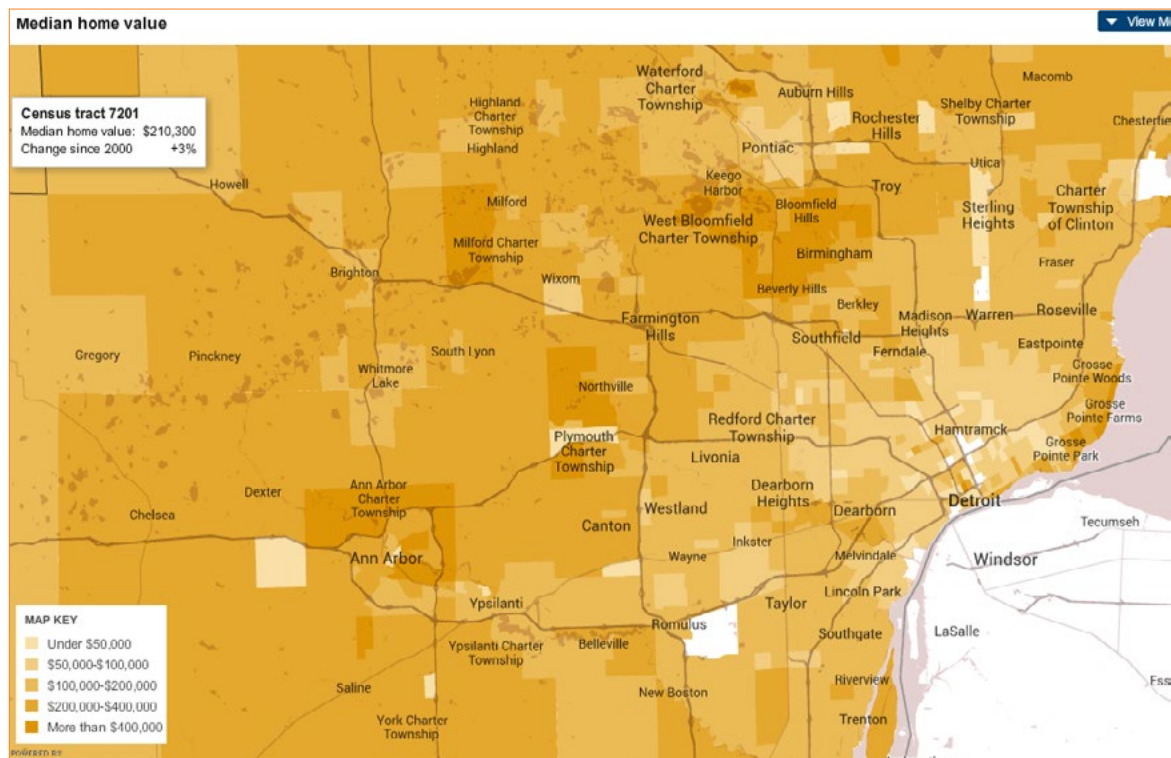 Median home value
View Mo
Census tract 7201
Median home value: $210,300
Change since 2000 +3%
Macomb
Waterford
Charter
Township
Auburn Hills
Highland
Charter
Township
Highland
Rochester
Hills
Shelby Charter
Township
Chesterfie
Pontiac
Utica
Howell
Keego
Harbor
Troy
Milford
Bloomfield
Hills
Sterling
Heights
Charter
Township
of Clinton
West Bloomfield
Charter Township
Milford Charter
Township
Birmingham
Brighton
Wixom
Fraser
Beverly Hills
Berkley
Farmington
Hills
Madison
Heights
Warren
Roseville
Southfield
Gregory
Pinckney
South Lyon
Ferndale
Eastpointe
Whitmore
Lake
Northville
Grosse
Pointe Woods
Grosse
Pointe Farms
Redford Charter
Township
Hamtramck
Plymouth
Charter
Township
Grosse
Pointe Park
Livonia
Dexter
Ann Arbor
Charter
Township
Dearborn
Heights
Detroit
Chelsea
Westland
Dearborn
Tecumseh
Canton
Inkster
Ann Arbor
Wayne
Melvindale
Windsor
Ypsilanti
Taylor
Lincoln Park
Romulus
LaSalle
Ypsilanti Charter
Township
Belleville
Southgate
Saline
New Boston
Riverview
Esse
York Charter
Township
Trenton
MAP KEY
Under $50,000
$50,000-$100,000
$100,000-$200,000
$200,000-$400,000
More than $400,000
POWERED BY